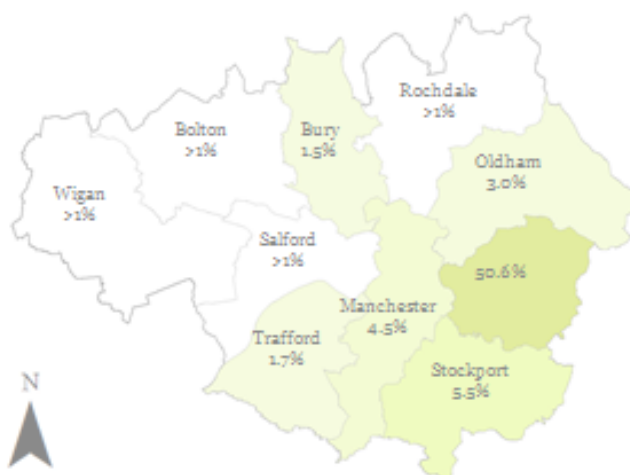 Rochdale
>1%
Bolton
>1%
Bury
1.5%
Oldham
3.0%
Wigan
>1%
Salford
>1%
50.6%
Manchester
4.5%
Trafford
1.7%
Stockport
5.5%
N